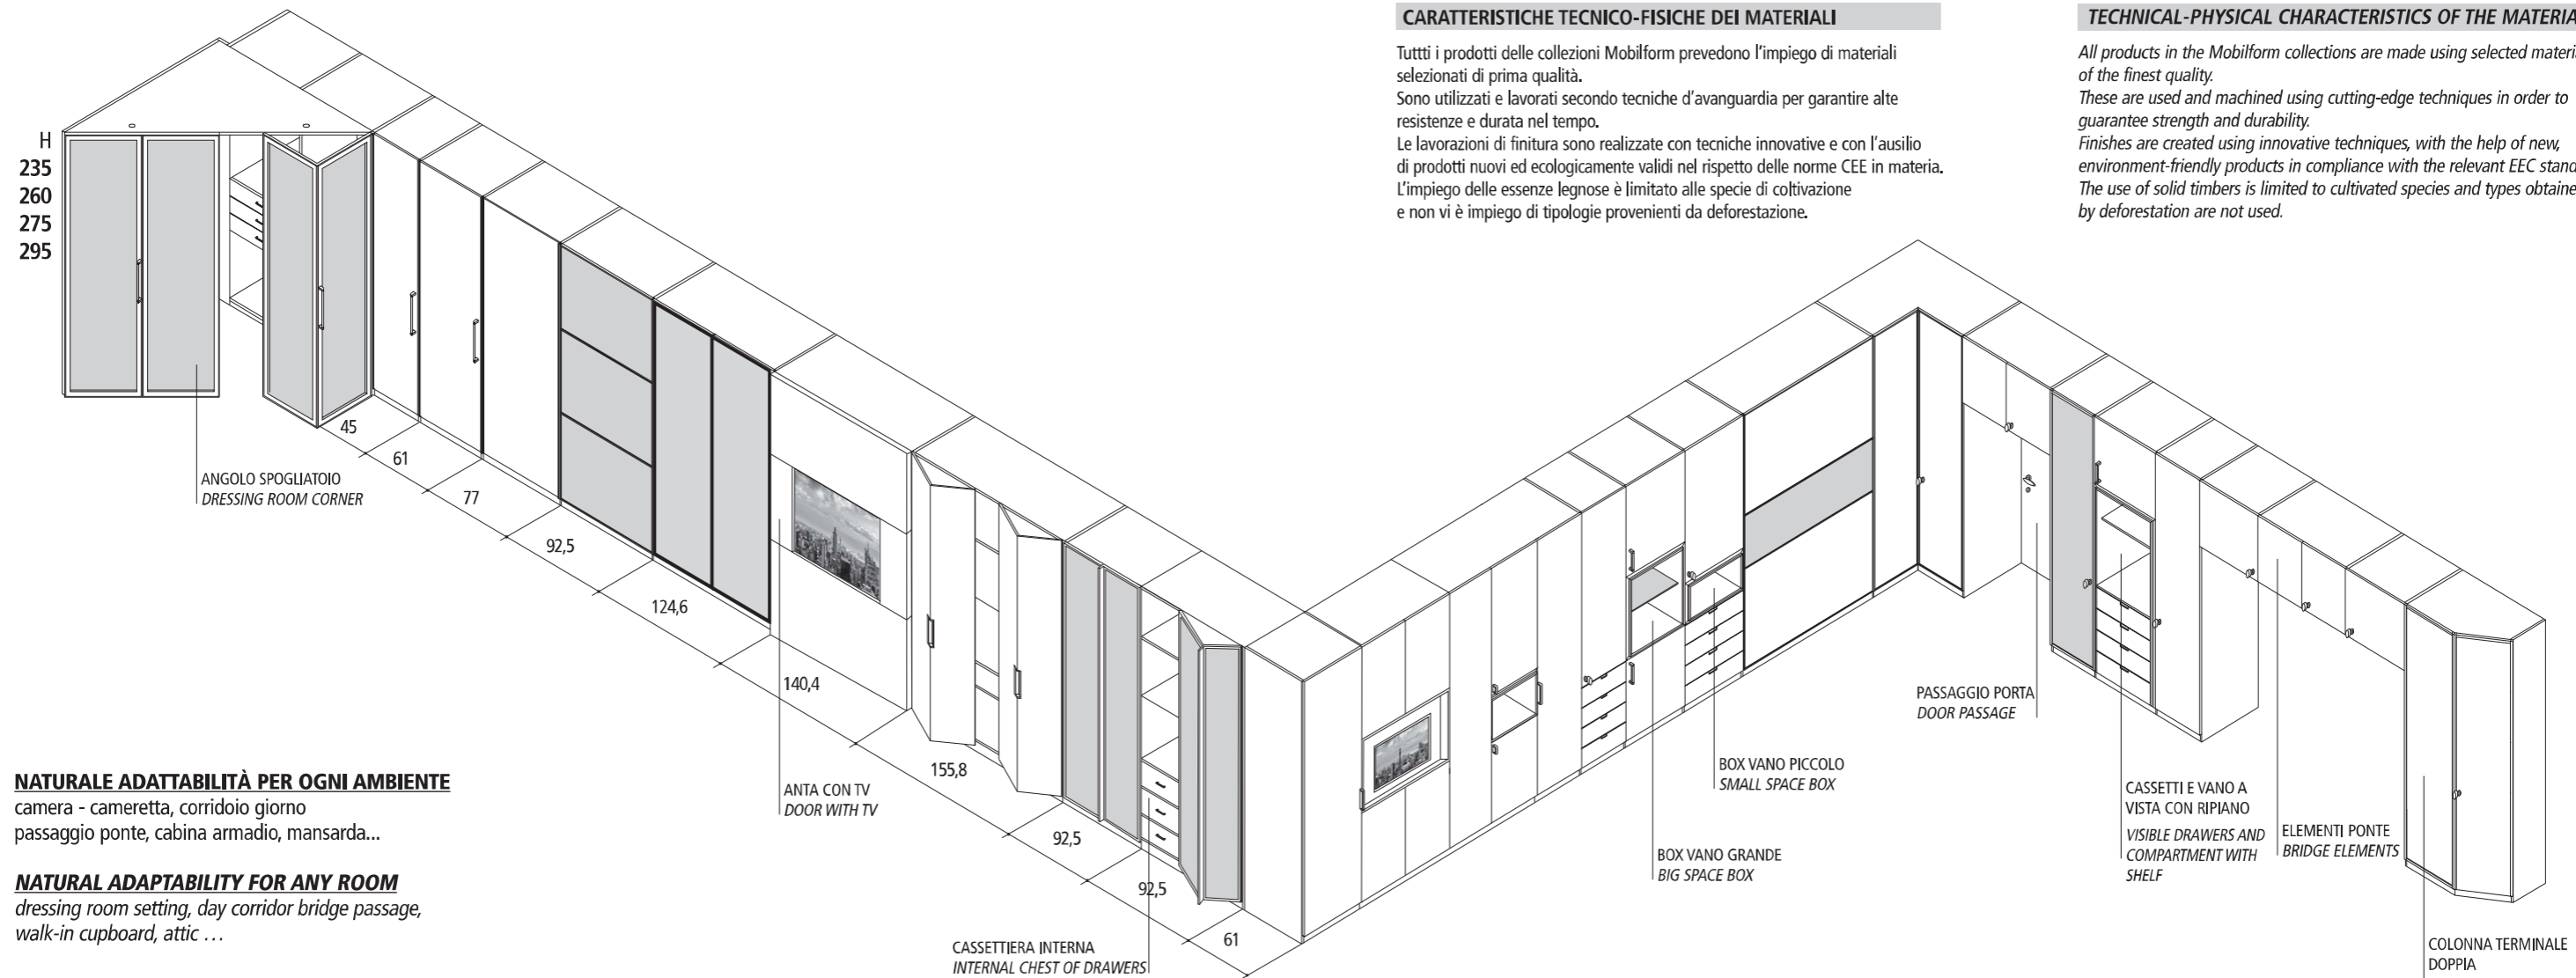 CARATTERISTICHE TECNICO-FISICHE DEI MATERIALI
Tuttti i prodotti delle collezioni Mobilform prevedono l'impiego di materiali
selezionati di prima qualità.
Sono utilizzati e lavorati secondo tecniche d'avanguardia per garantire alte
resistenze e durata nel tempo.
Le lavorazioni di finitura sono realizzate con tecniche innovative e con l'ausilio
di prodotti nuovi ed ecologicamente validi nel rispetto delle norme CEE in materia.
L'impiego delle essenze legnose è limitato alle specie di coltivazione
e non vi è impiego di tipologie provenienti da deforestazione.
TECHNICAL-PHYSICAL CHARACTERISTICS OF THE
All products in the Mobilform collections are made using selected
of the finest quality.
These are used and machined using cutting-edge techniques in order to
guarantee strength and durability.
Finishes are created using innovative techniques, with the help of new,
environment-friendly products in compliance with the relevant EEC
The use of solid timbers is limited to cultivated species and types
by deforestation are not used.
H
235
260
275
295
45
61
77
92,5
124,6
140,4
155,8
92,5
92,5
61
ANGOLO SPOGLIATOIO
DRESSING ROOM CORNER
ANTA CON TV
DOOR WITH TV
CASSETTIERA INTERNA
INTERNAL CHEST OF DRAWERS
BOX VANO GRANDE
BIG SPACE BOX
BOX VANO PICCOLO
SMALL SPACE BOX
PASSAGGIO PORTA
DOOR PASSAGE
CASSETTI E VANO A
VISTA CON RIPIANO
VISIBLE DRAWERS AND
COMPARTMENT WITH
SHELF
ELEMENTI PONTE
BRIDGE ELEMENTS
COLONNA TERMINALE
DOPPIA
NATURALE ADATTABILITÀ PER OGNI AMBIENTE
camera - cameretta, corridoio giorno
passaggio ponte, cabina armadio, mansarda...
NATURAL ADAPTABILITY FOR ANY ROOM
dressing room setting, day corridor bridge passage,
walk-in cupboard, attic …